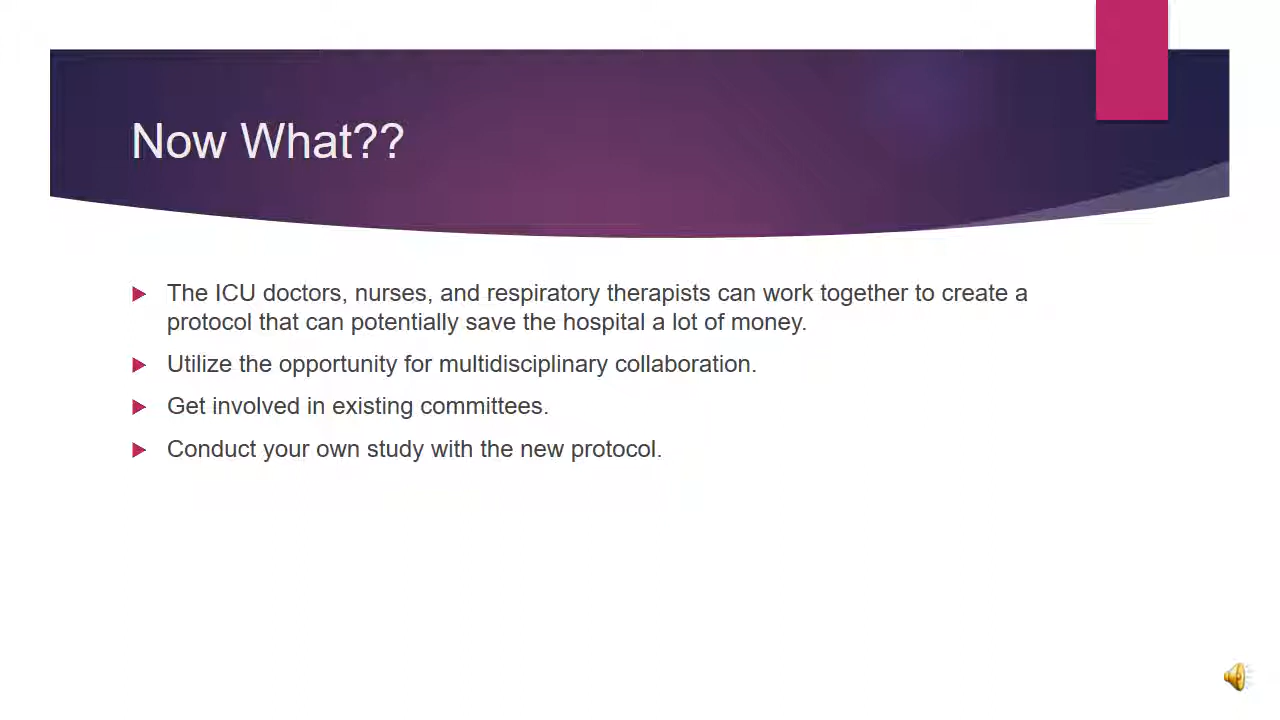 Now What??
The ICU doctors, nurses, and respiratory therapists can work together to create a
protocol that can potentially save the hospital a lot of money.
Utilize the opportunity for multidisciplinary collaboration.
Get involved in existing committees.
Conduct your own study with the new protocol.